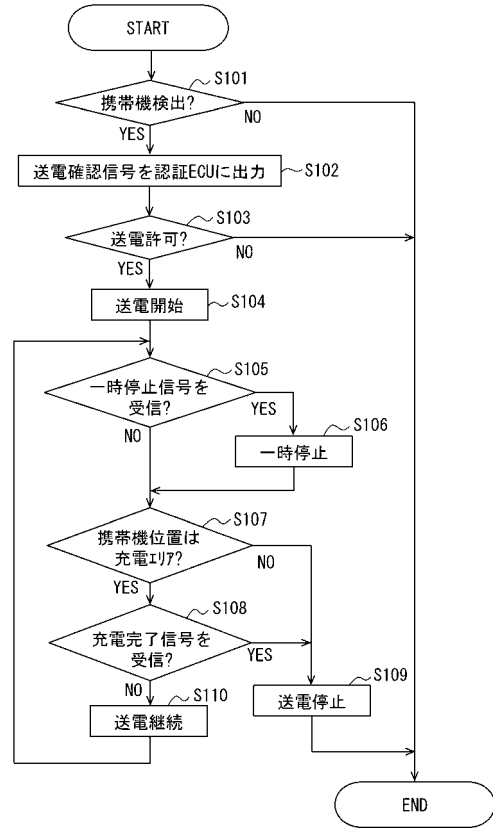 START
S101
携帯機検出?
YES
NO
送電確認信号を認証ECUに出力
S102
S103
送電許可?
YES
NO
送電開始
S104
S105
一時停止信号を
受信?
YES
NO
S106
一時停止
S107
携帯機位置は
充電エリア?
YES
NO
S108
充電完了信号を
受信?
YES
NO
S109
送電停止
S110
送電継続
END